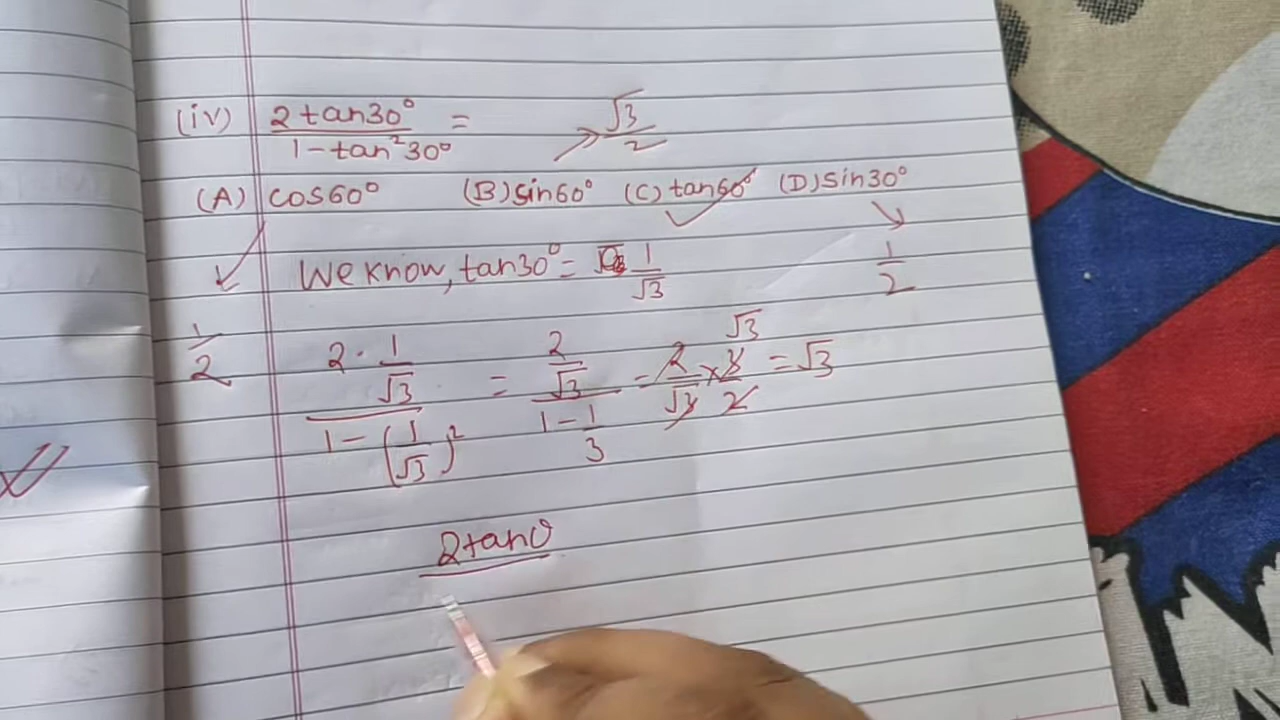 (iv) 2tan30° / 1-tan²30° = √3/2
(A) cos60° (B) sin60° (C) tan60° (D) sin30°
We know, tan30° = 1/√3 1/2
1/2 2·1/√3 / 1-(1/√3)² = 2/√3 / 1-1/3 = 2/√3 × 3/2 √3 = √3
2tanθ